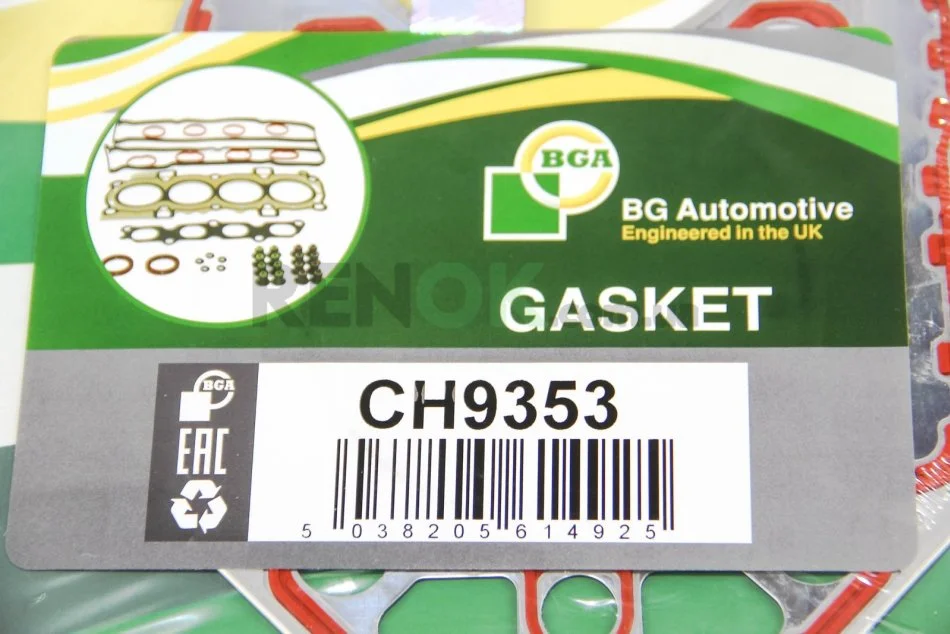 BGA
BG Automotive
Engineered in the UK
RENOK
GASKET
BGA
CH9353
EAC
5 038205 614925